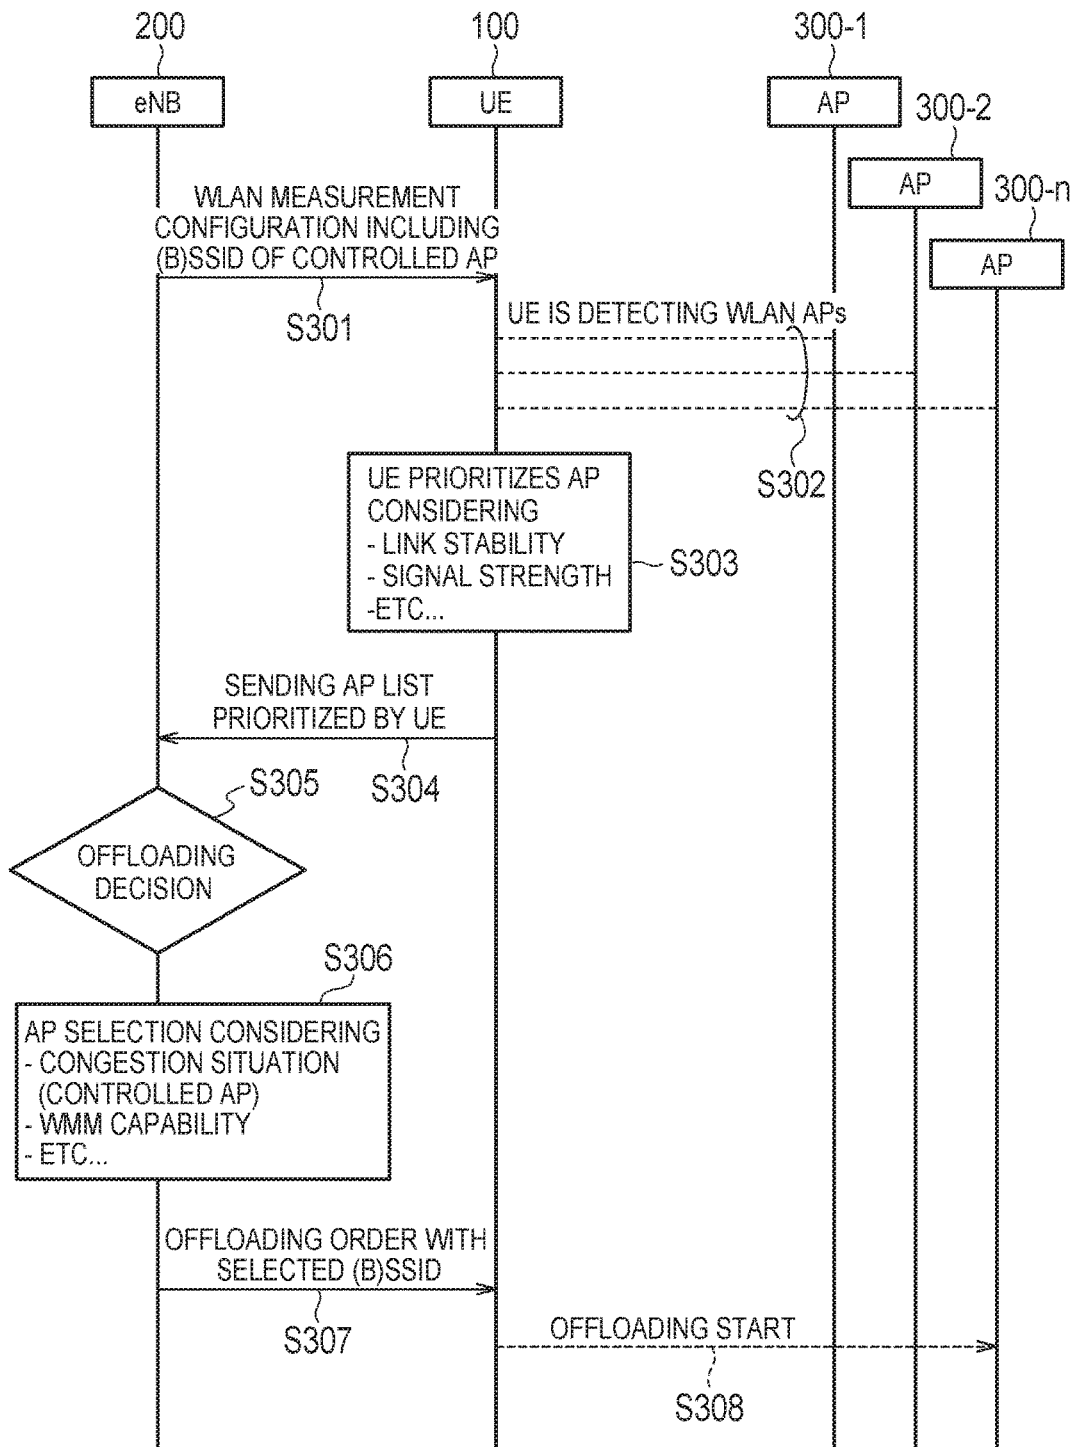 200
100
300-1
eNB
UE
AP
300-2
AP
300-n
AP
WLAN MEASUREMENT
CONFIGURATION INCLUDING
(B)SSID OF CONTROLLED AP
S301
UE IS DETECTING WLAN APs
S302
UE PRIORITIZES AP
CONSIDERING
- LINK STABILITY
- SIGNAL STRENGTH
-ETC...
S303
SENDING AP LIST
PRIORITIZED BY UE
S304
S305
OFFLOADING
DECISION
S306
AP SELECTION CONSIDERING
- CONGESTION SITUATION
(CONTROLLED AP)
- WMM CAPABILITY
- ETC...
OFFLOADING ORDER WITH
SELECTED (B)SSID
S307
OFFLOADING START
S308